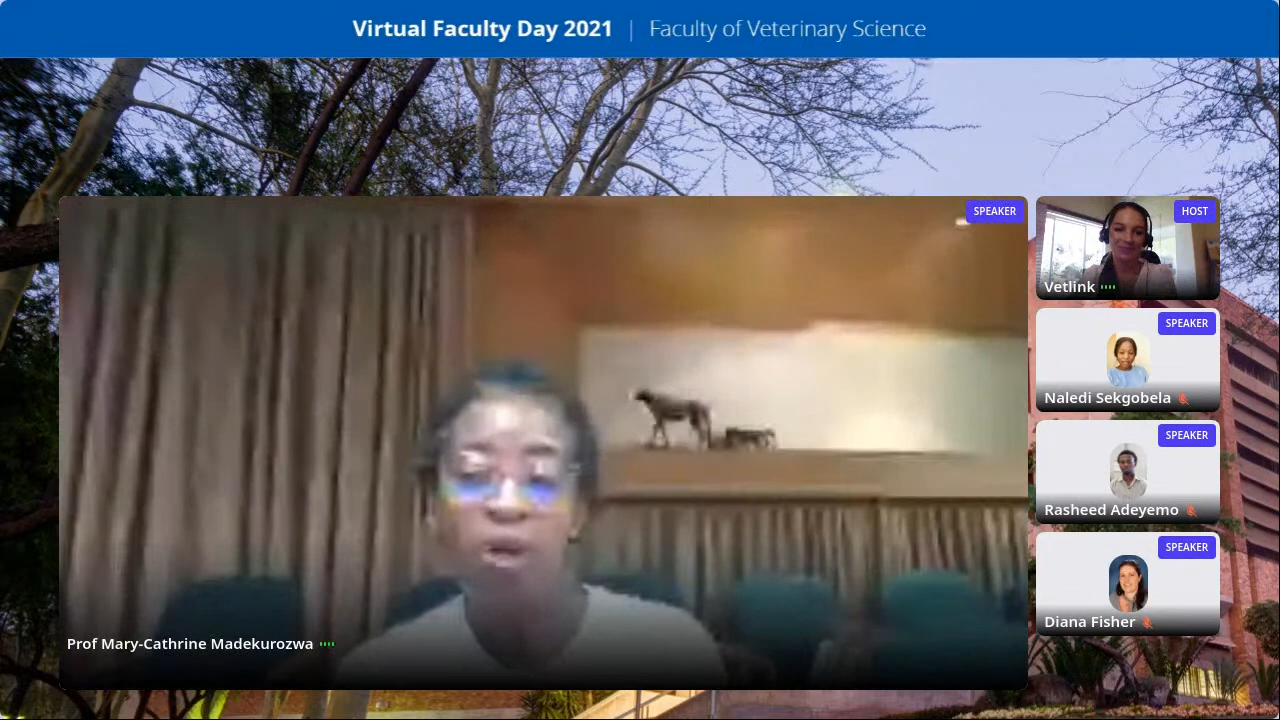 Virtual Faculty Day 2021 | Faculty of Veterinary Science
SPEAKER
Prof Mary-Cathrine Madekurozwa
HOST
Vetlink
SPEAKER
Naledi Sekgobela
SPEAKER
Rasheed Adeyemo
SPEAKER
Diana Fisher